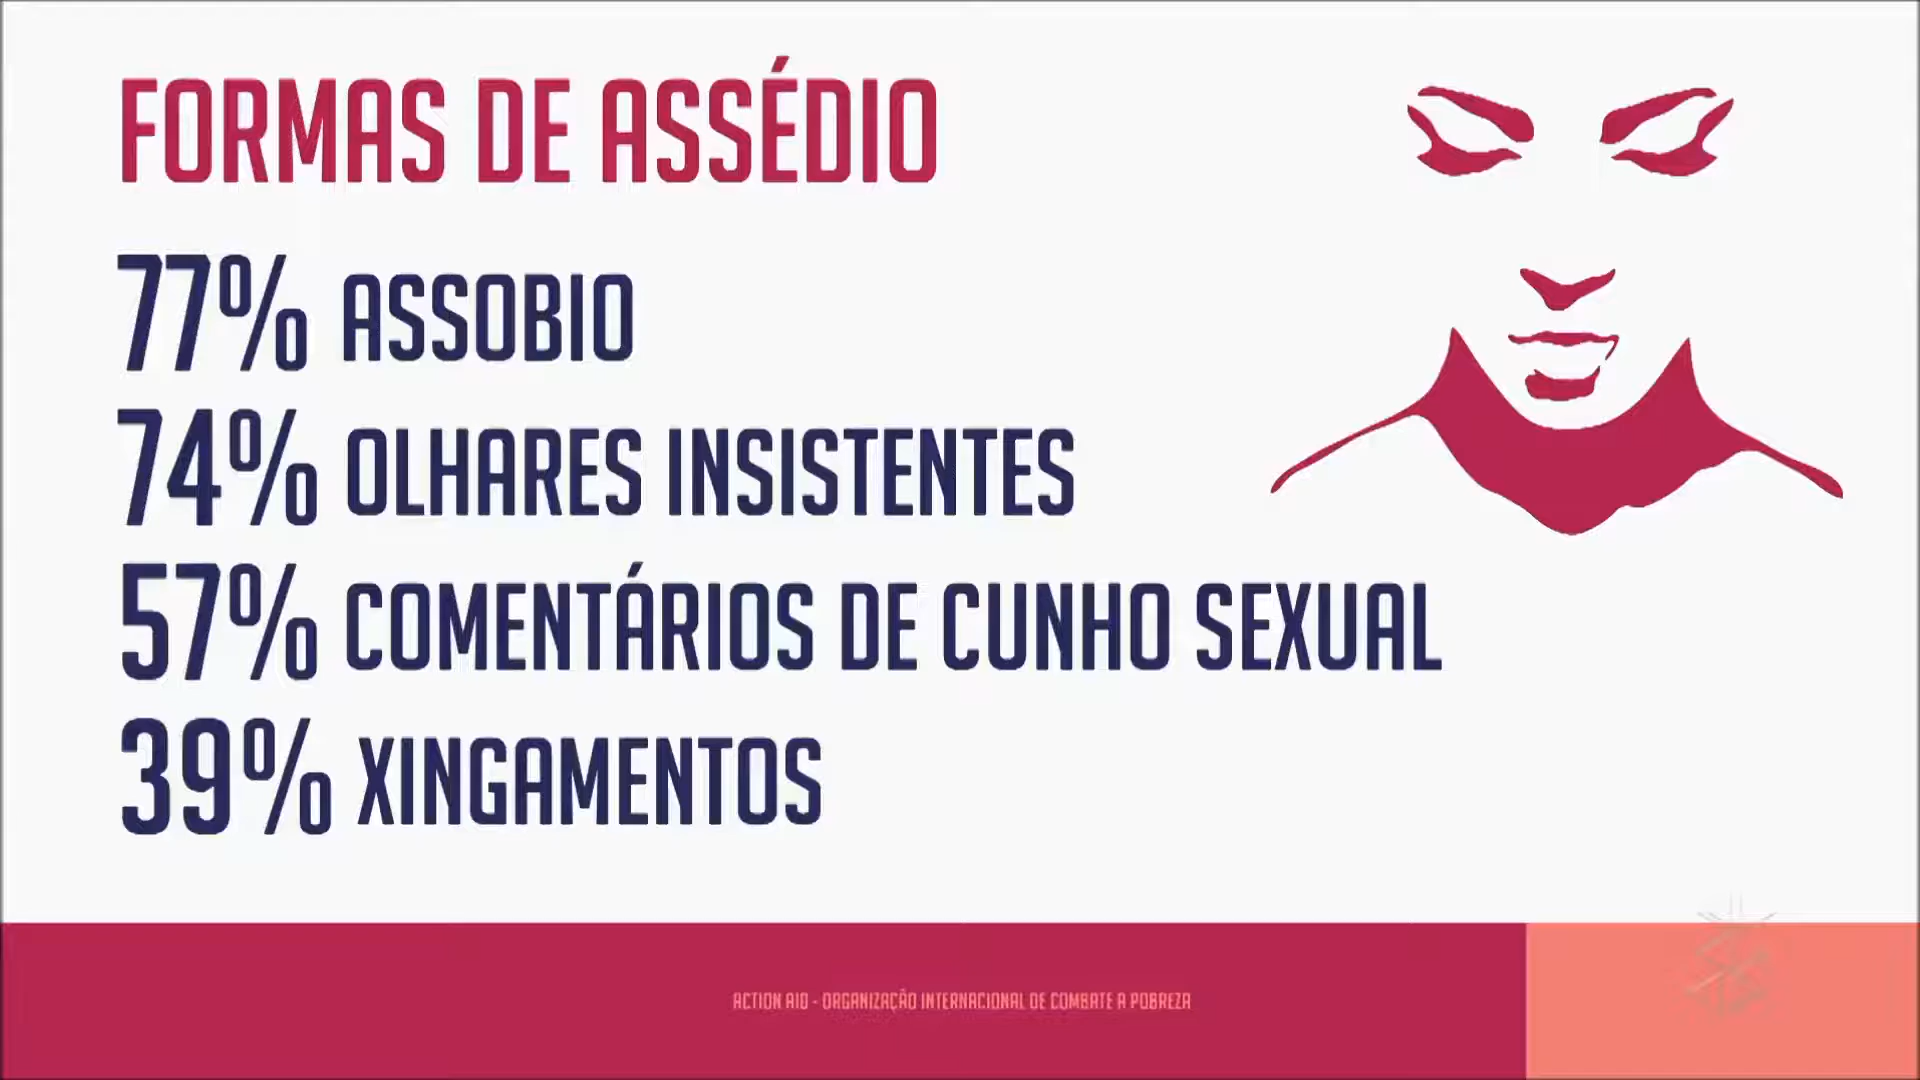 FORMAS DE ASSÉDIO
77% ASSOBIO
74% OLHARES INSISTENTES
57% COMENTÁRIOS DE CUNHO SEXUAL
39% XINGAMENTOS
ACTION AID - ORGANIZAÇÃO INTERNACIONAL DE COMBATE A POBREZA